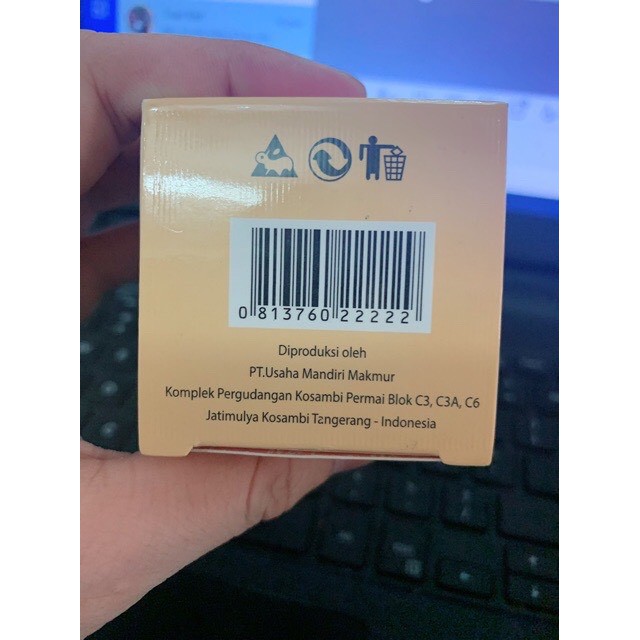 0 813760 22222
Diproduksi oleh
PT.Usaha Mandiri Makmur
Komplek Pergudangan Kosambi Permai Blok C3, C3A, C6
Jatimulya Kosambi Tangerang - Indonesia